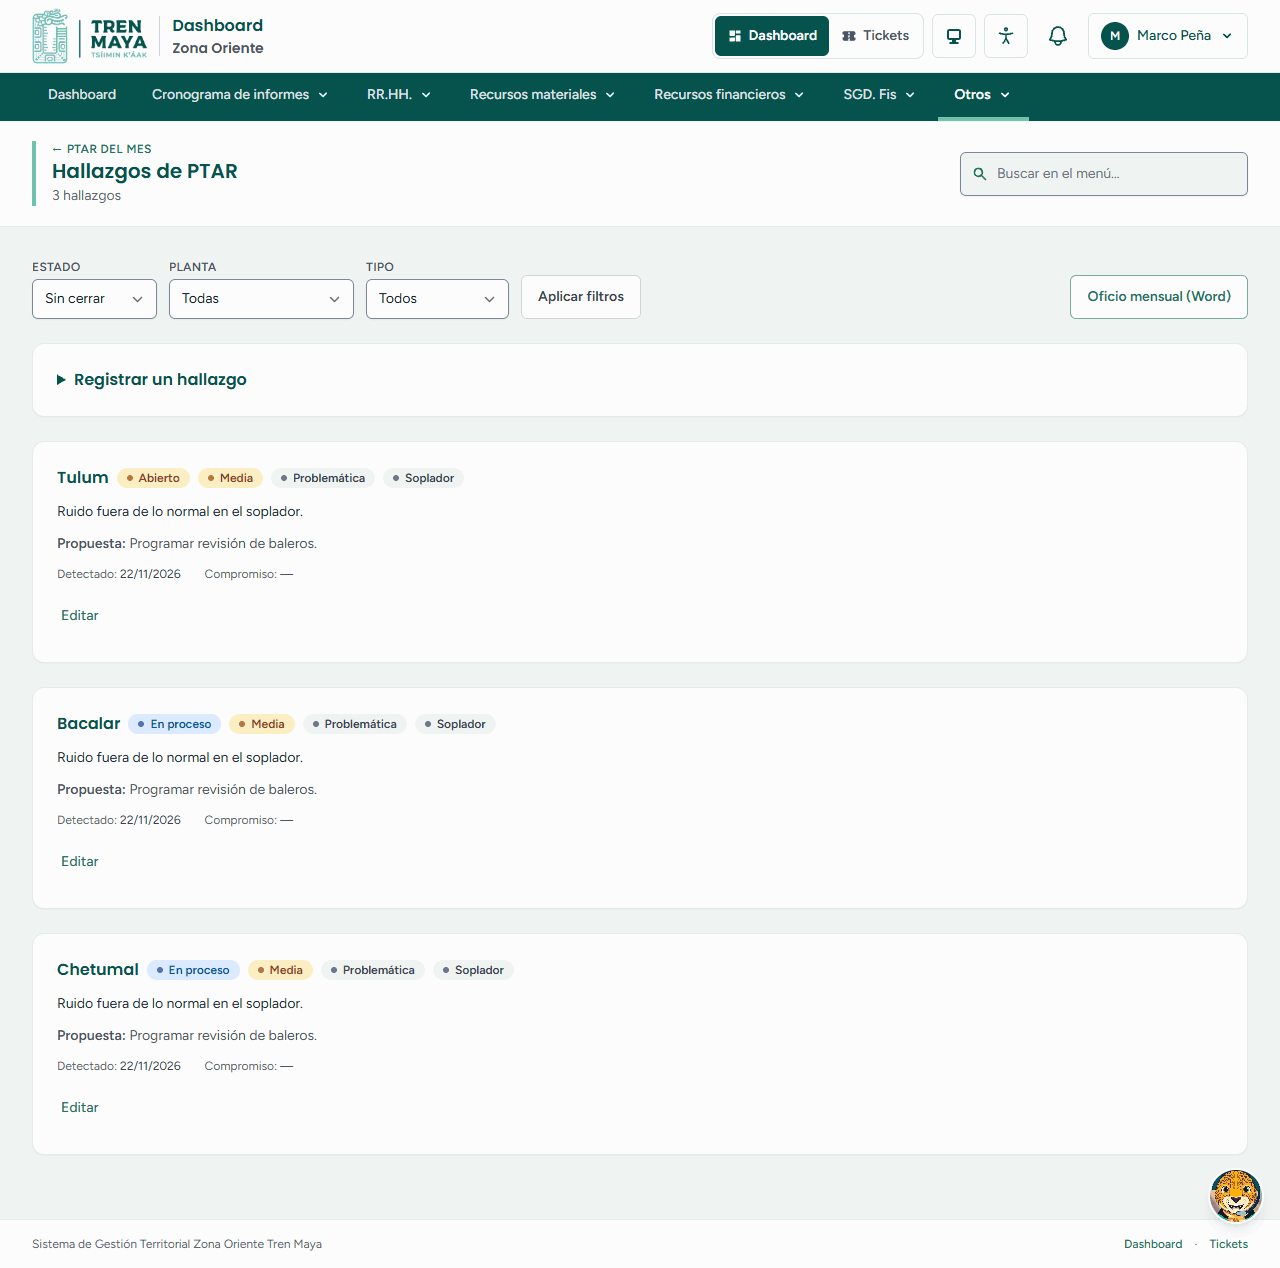 TREN
MAYA
TSÍIMIN K'ÁAK
Dashboard
Zona Oriente
Dashboard
Tickets
M
Marco Peña
Dashboard
Cronograma de informes
RR.HH.
Recursos materiales
Recursos financieros
SGD. Fis
Otros
← PTAR DEL MES
Hallazgos de PTAR
3 hallazgos
Buscar en el menú...
ESTADO
PLANTA
TIPO
Sin cerrar
Todas
Todos
Aplicar filtros
Oficio mensual (Word)
Registrar un hallazgo
Tulum Abierto Media Problemática Soplador
Ruido fuera de lo normal en el soplador.
Propuesta: Programar revisión de baleros.
Detectado: 22/11/2026 Compromiso: —
Editar
Bacalar En proceso Media Problemática Soplador
Ruido fuera de lo normal en el soplador.
Propuesta: Programar revisión de baleros.
Detectado: 22/11/2026 Compromiso: —
Editar
Chetumal En proceso Media Problemática Soplador
Ruido fuera de lo normal en el soplador.
Propuesta: Programar revisión de baleros.
Detectado: 22/11/2026 Compromiso: —
Editar
Sistema de Gestión Territorial Zona Oriente Tren Maya
Dashboard · Tickets